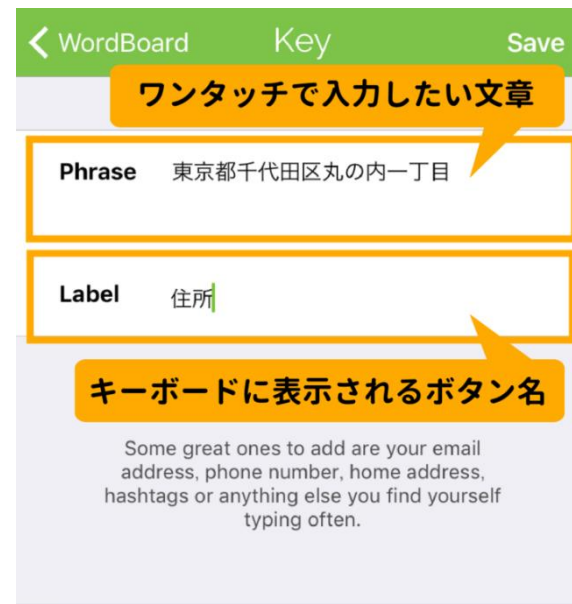 WordBoard Key Save
ワンタッチで入力したい文章
Phrase 東京都千代田区丸の内一丁目
Label 住所
キーボードに表示されるボタン名
Some great ones to add are your email
address, phone number, home address,
hashtags or anything else you find yourself
typing often.